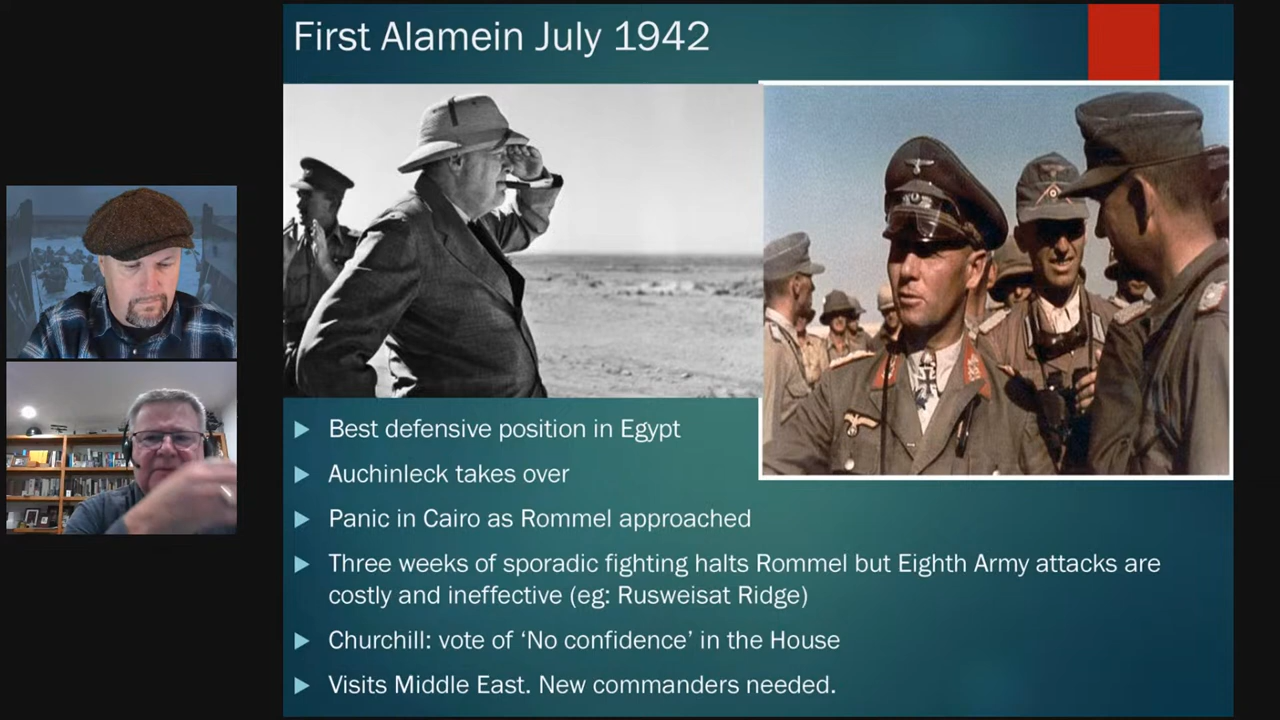 First Alamein July 1942
Best defensive position in Egypt
Auchinleck takes over
Panic in Cairo as Rommel approached
Three weeks of sporadic fighting halts Rommel but Eighth Army attacks are
costly and ineffective (eg: Rusweisat Ridge)
Churchill: vote of ‘No confidence’ in the House
Visits Middle East. New commanders needed.